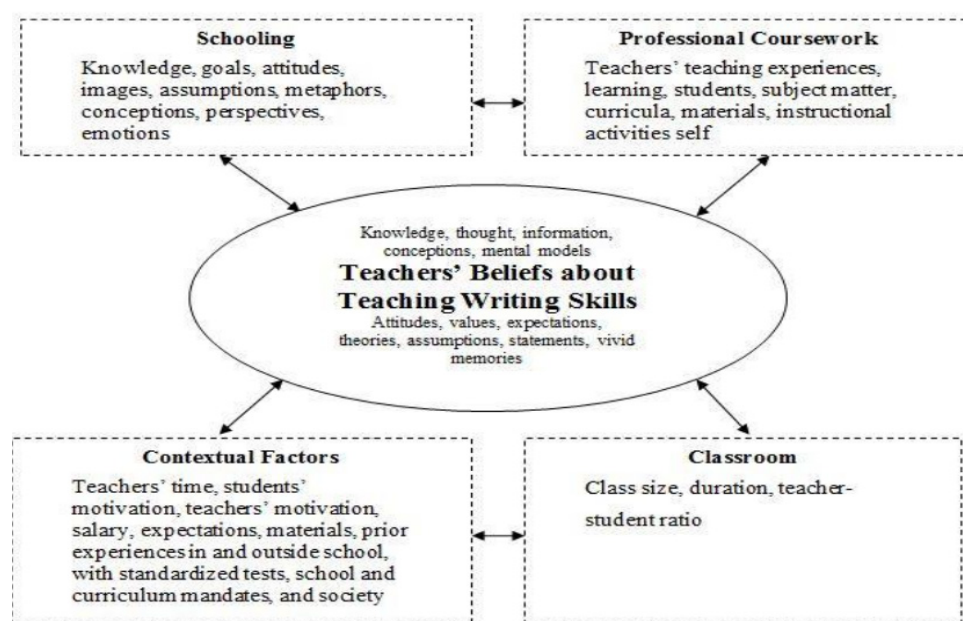 Schooling
Knowledge, goals, attitudes,
images, assumptions, metaphors,
conceptions, perspectives,
emotions
Professional Coursework
Teachers' teaching experiences,
learning, students, subject matter,
curricula, materials, instructional
activities self
Knowledge, thought, information,
conceptions, mental models
Teachers' Beliefs about
Teaching Writing Skills
Attitudes, values, expectations,
theories, assumptions, statements, vivid
memories
Contextual Factors
Teachers' time, students'
motivation, teachers' motivation,
salary, expectations, materials, prior
experiences in and outside school,
with standardized tests, school and
curriculum mandates, and society
Classroom
Class size, duration, teacher-
student ratio